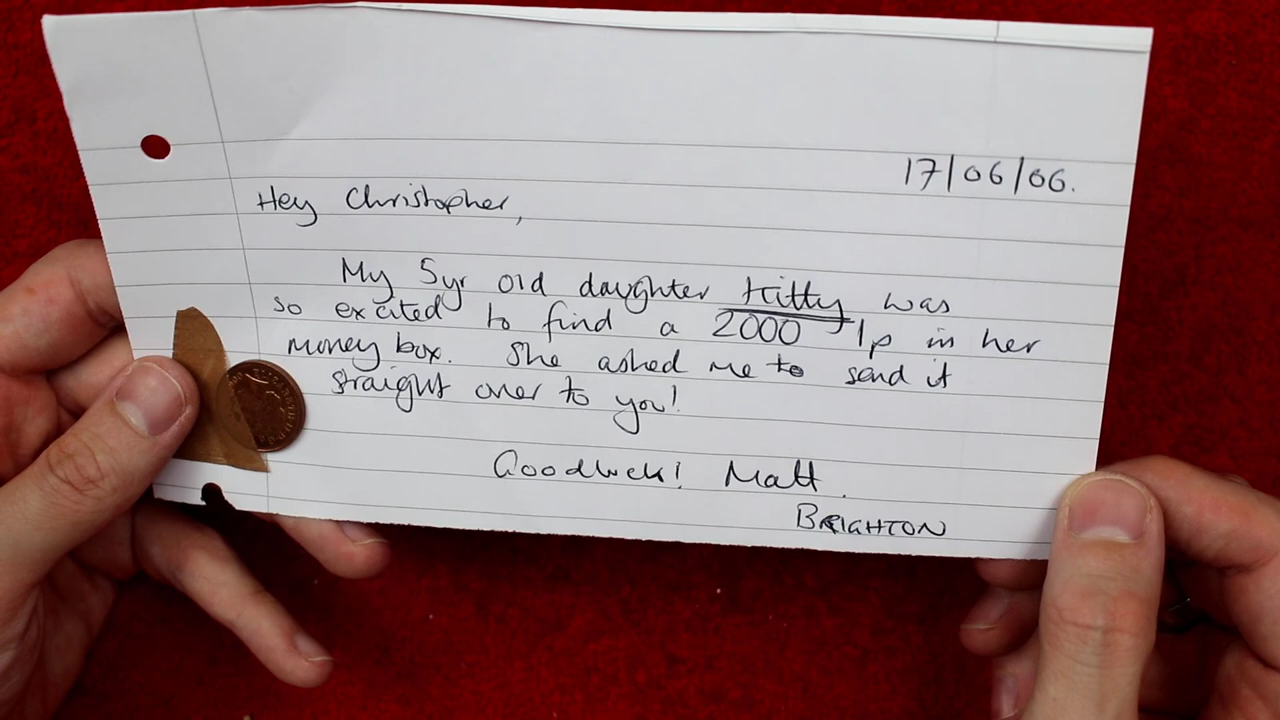 17/06/06.
Hey Christopher,
My 5yr old daughter Kitty was
so excited to find a 2000 1p in her
money box. She asked me to send it
straight over to you!
Goodluck! Matt.
BRIGHTON